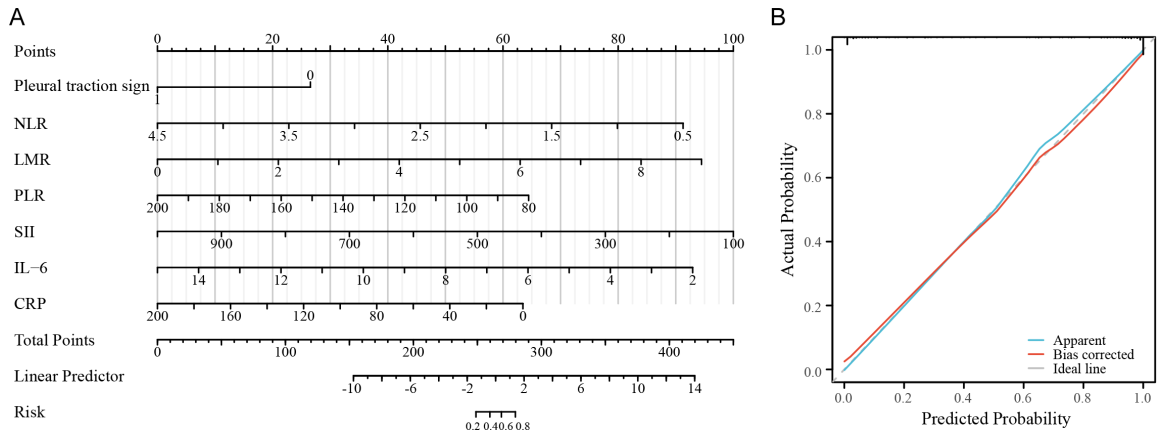 A
Points
0 20 40 60 80 100
Pleural traction sign
0
1
NLR
4.5 3.5 2.5 1.5 0.5
LMR
0 2 4 6 8
PLR
200 180 160 140 120 100 80
SII
900 700 500 300 100
IL−6
14 12 10 8 6 4 2
CRP
200 160 120 80 40 0
Total Points
0 100 200 300 400
Linear Predictor
-10 -6 -2 2 6 10 14
Risk
0.2 0.4 0.6 0.8
B
Actual Probability
1.0
0.8
0.6
0.4
0.2
0.0
Apparent
Bias corrected
Ideal line
0.0 0.2 0.4 0.6 0.8 1.0
Predicted Probability